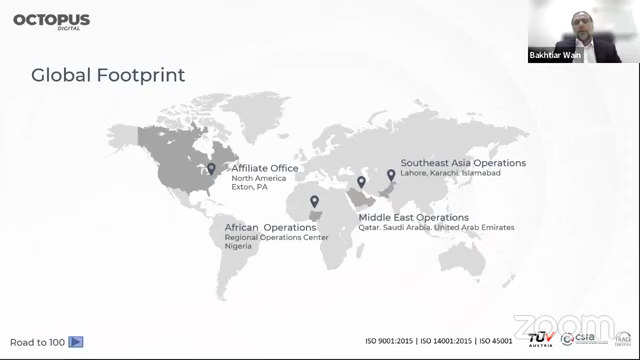 OCTOPUS
DIGITAL
Bakhtiar Wain
Global Footprint
Affiliate Office
North America
Exton, PA
Southeast Asia Operations
Lahore, Karachi, Islamabad
African Operations
Regional Operations Center
Nigeria
Middle East Operations
Qatar, Saudi Arabia, United Arab Emirates
Road to 100
ISO 9001:2015 | ISO 14001:2015 | ISO 45001
TÜV
AUSTRIA
csia
TRACE
zoom